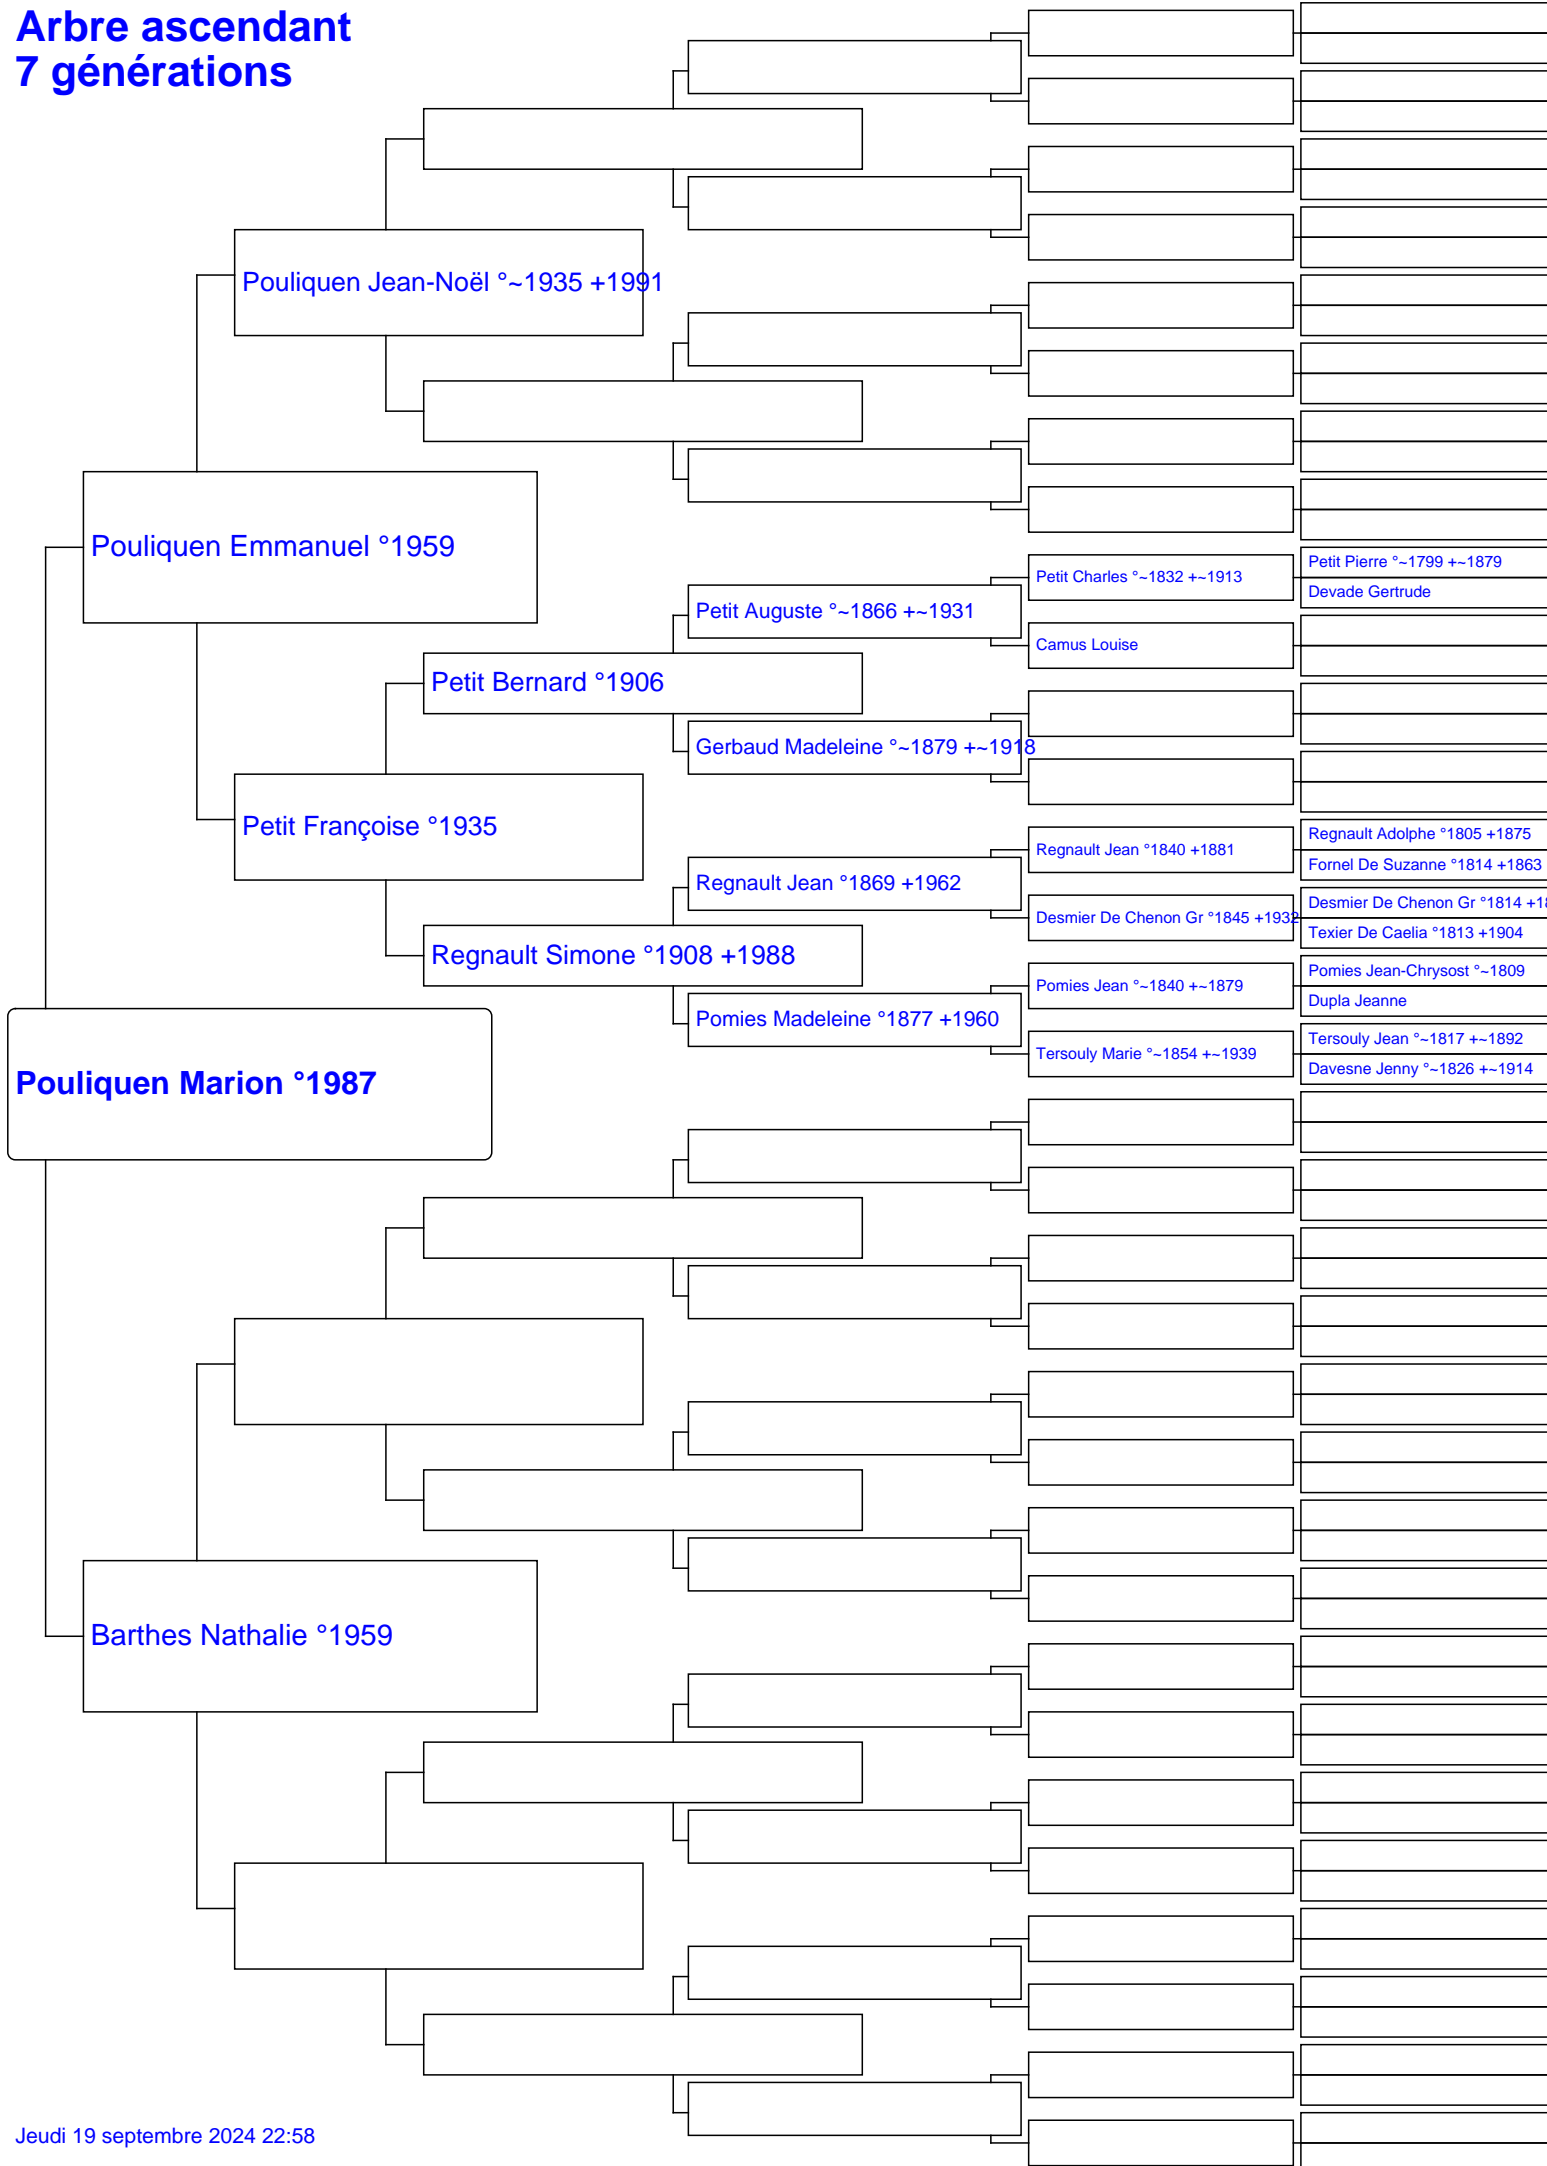 Arbre ascendant
7 générations
Pouliquen Jean-Noël °~1935 +1991
Pouliquen Emmanuel °1959
Petit Charles °~1832 +~1913
Petit Pierre °~1799 +~1879
Devade Gertrude
Petit Auguste °~1866 +~1931
Camus Louise
Petit Bernard °1906
Gerbaud Madeleine °~1879 +~1918
Petit Françoise °1935
Regnault Jean °1840 +1881
Regnault Adolphe °1805 +1875
Fornel De Suzanne °1814 +1863
Regnault Jean °1869 +1962
Desmier De Chenon Gr °1845 +1932
Desmier De Chenon Gr °1814 +18
Texier De Caelia °1813 +1904
Regnault Simone °1908 +1988
Pomies Jean °~1840 +~1879
Pomies Jean-Chrysost °~1809
Dupla Jeanne
Pomies Madeleine °1877 +1960
Tersouly Marie °~1854 +~1939
Tersouly Jean °~1817 +~1892
Davesne Jenny °~1826 +~1914
Pouliquen Marion °1987
Barthes Nathalie °1959
Jeudi 19 septembre 2024 22:58